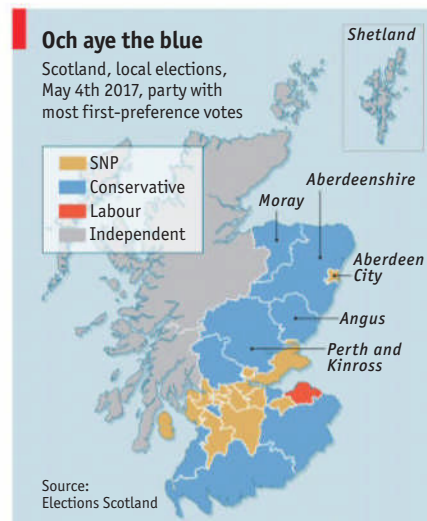 Och aye the blue
Scotland, local elections,
May 4th 2017, party with
most first-preference votes
Shetland
SNP
Conservative
Labour
Independent
Aberdeenshire
Moray
Aberdeen
City
Angus
Perth and
Kinross
Source:
Elections Scotland